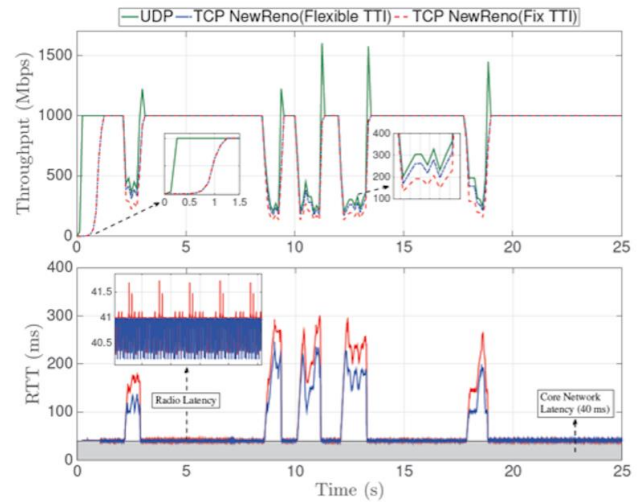 UDP TCP NewReno(Flexible TTI) TCP NewReno(Fix TTI)
Throughput (Mbps)
1500
1000
500
0
0 5 10 15 20 25
0 0.5 1 1.5
400
300
200
100
RTT (ms)
400
300
200
100
0
41.5
41
40.5
Radio Latency
Core Network
Latency (40 ms)
0 5 10 15 20 25
Time (s)